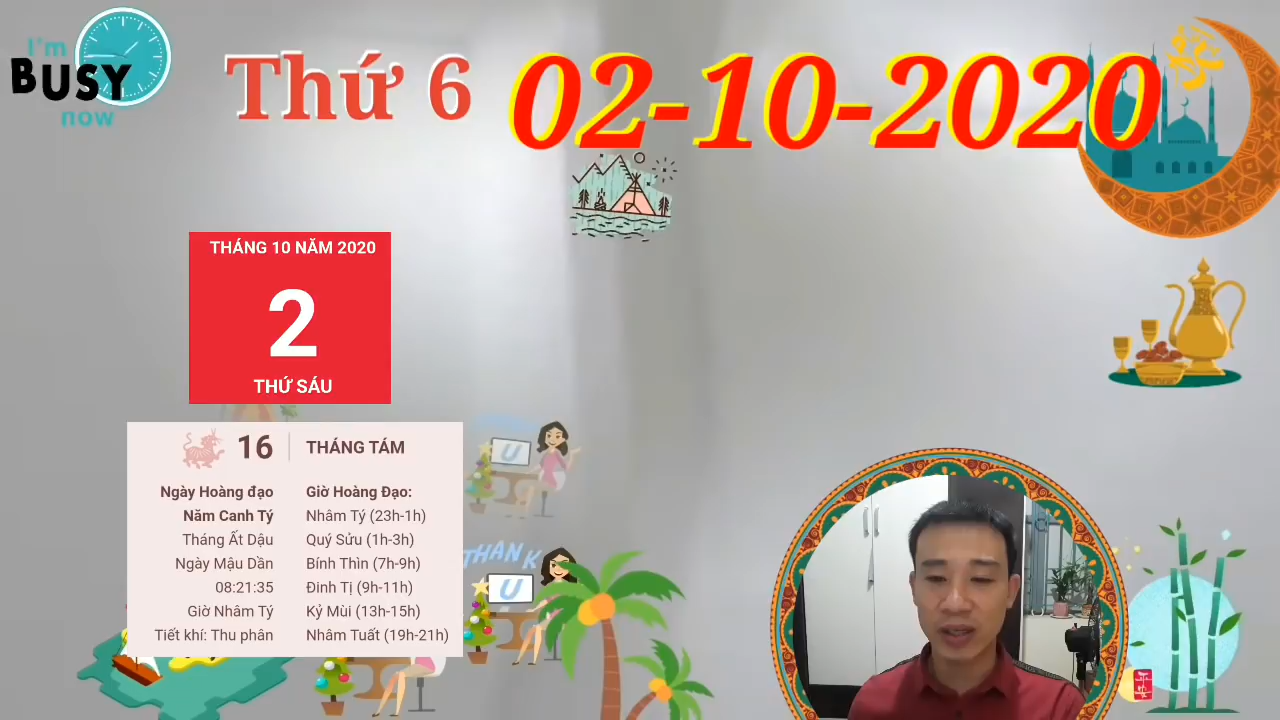 I'm
BUSY
now
Thứ 6 02-10-2020
THÁNG 10 NĂM 2020
2
THỨ SÁU
16 THÁNG TÁM
Ngày Hoàng đạo Giờ Hoàng Đạo:
Năm Canh Tý Nhâm Tý (23h-1h)
Tháng Ất Dậu Quý Sửu (1h-3h)
Ngày Mậu Dần Bính Thìn (7h-9h)
08:21:35 Đinh Tị (9h-11h)
Giờ Nhâm Tý Kỷ Mùi (13h-15h)
Tiết khí: Thu phân Nhâm Tuất (19h-21h)
U
THANK
U
平安